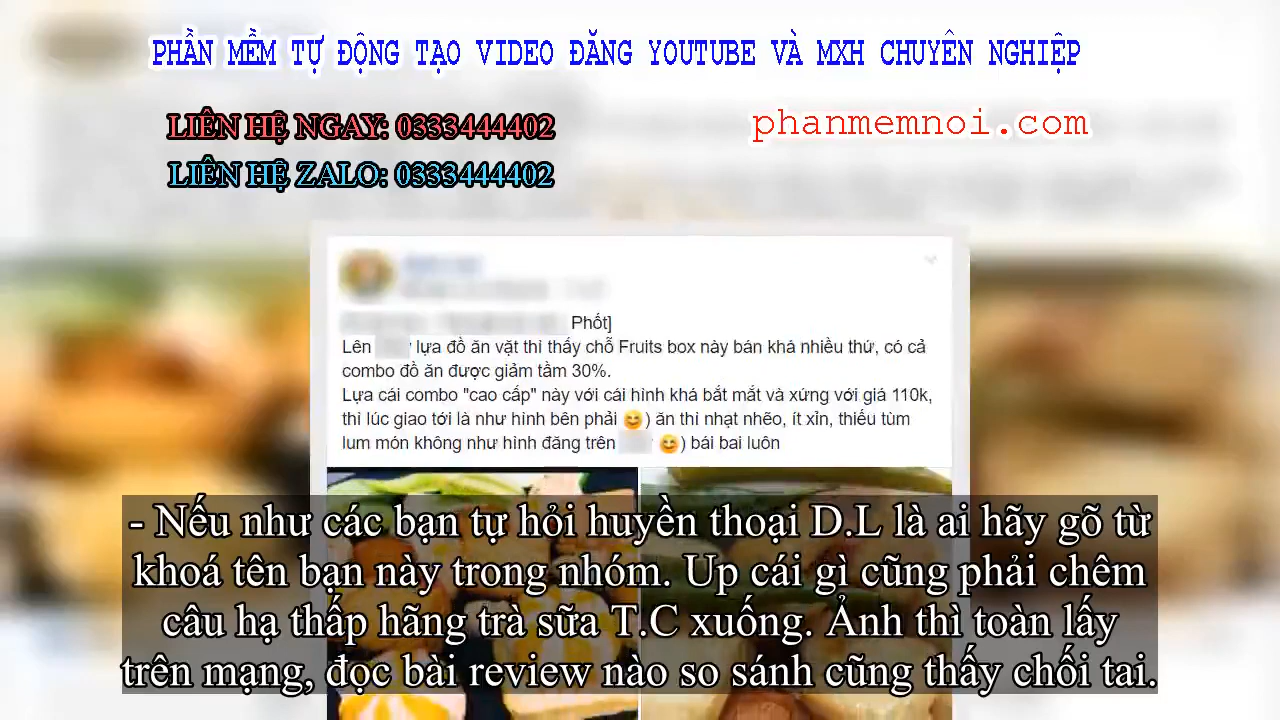 PHẦN MỀM TỰ ĐỘNG TẠO VIDEO ĐĂNG YOUTUBE VÀ MXH CHUYÊN NGHIỆP
LIÊN HỆ NGAY: 0333444402
phanmemnoi.com
LIÊN HỆ ZALO: 0333444402
Phốt]
Lên lựa đồ ăn vặt thì thấy chỗ Fruits box này bán khá nhiều thứ, có cả
combo đồ ăn được giảm tầm 30%.
Lựa cái combo "cao cấp" này với cái hình khá bắt mắt và xứng với giá 110k,
thì lúc giao tới là như hình bên phải 😊) ăn thì nhạt nhẽo, ít xỉn, thiếu tùm
lum món không như hình đăng trên 😊) bái bai luôn
- Nếu như các bạn tự hỏi huyền thoại D.L là ai hãy gõ từ
khoá tên bạn này trong nhóm. Up cái gì cũng phải chêm
câu hạ thấp hãng trà sữa T.C xuống. Ảnh thì toàn lấy
trên mạng, đọc bài review nào so sánh cũng thấy chối tai.